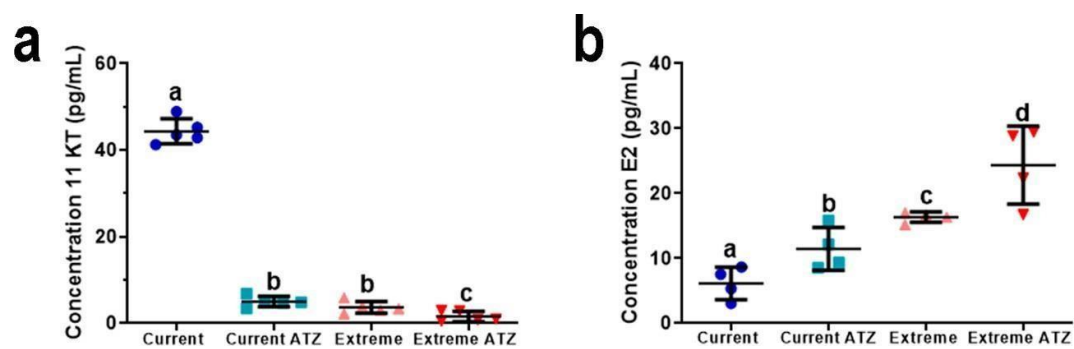 a
Concentration 11 KT (pg/mL)
60
40
20
0
a
b
b
c
Current
Current ATZ
Extreme
Extreme ATZ
b
Concentration E2 (pg/mL)
40
30
20
10
0
a
b
c
d
Current
Current ATZ
Extreme
Extreme ATZ